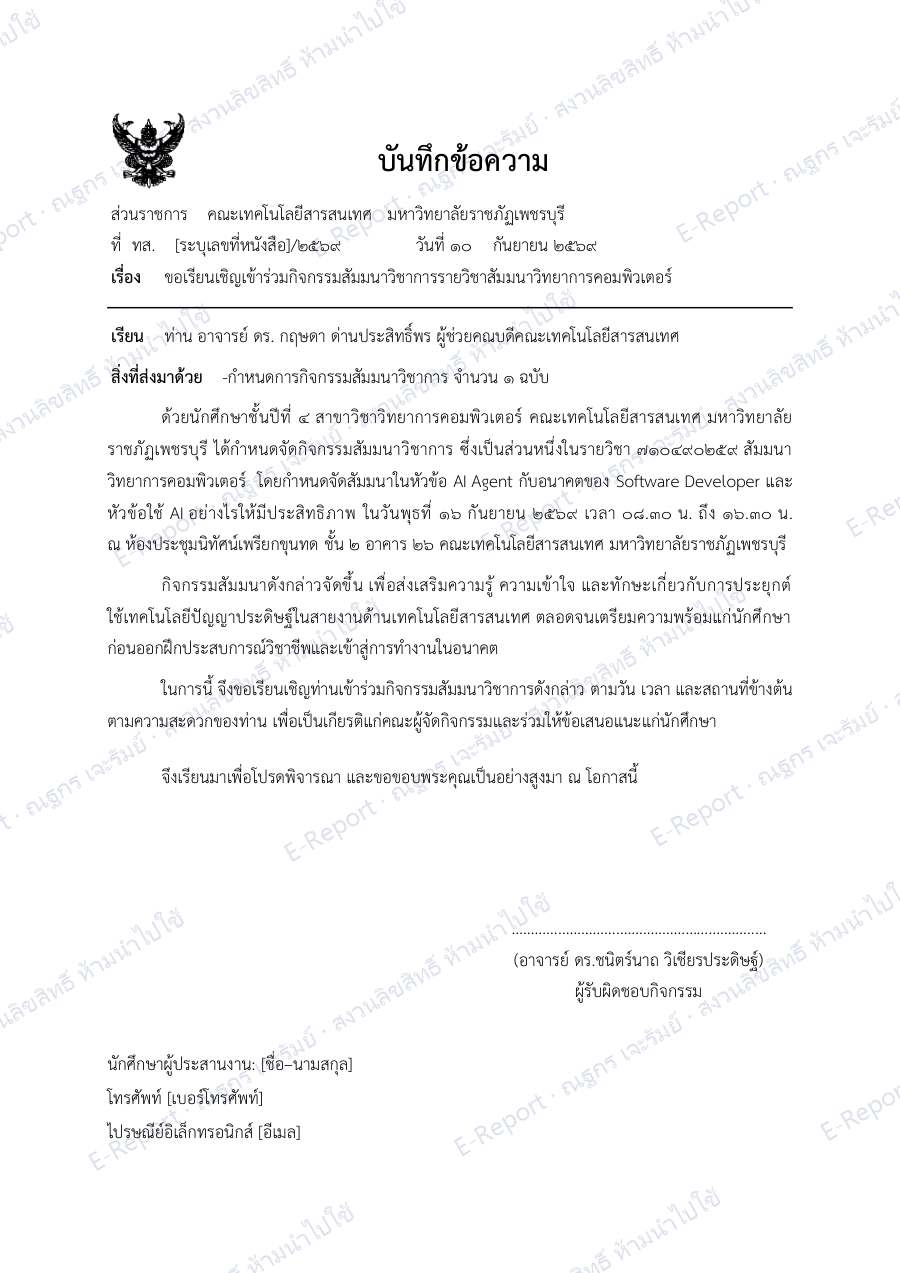 บันทึกข้อความ
ส่วนราชการ คณะเทคโนโลยีสารสนเทศ มหาวิทยาลัยราชภัฏเพชรบุรี
ที่ ทส. [ระบุเลขที่หนังสือ]/๒๕๖๙ วันที่ ๑๐ กันยายน ๒๕๖๙
เรื่อง ขอเรียนเชิญเข้าร่วมกิจกรรมสัมมนาวิชาการรายวิชาสัมมนาวิทยาการคอมพิวเตอร์
เรียน ท่าน อาจารย์ ดร. กฤษดา ด่านประสิทธิ์พร ผู้ช่วยคณบดีคณะเทคโนโลยีสารสนเทศ
สิ่งที่ส่งมาด้วย -กำหนดการกิจกรรมสัมมนาวิชาการ จำนวน ๑ ฉบับ
ด้วยนักศึกษาชั้นปีที่ ๔ สาขาวิชาวิทยาการคอมพิวเตอร์ คณะเทคโนโลยีสารสนเทศ มหาวิทยาลัย
ราชภัฏเพชรบุรี ได้กำหนดจัดกิจกรรมสัมมนาวิชาการ ซึ่งเป็นส่วนหนึ่งในรายวิชา ๗๑๐๔๙๐๒๕๙ สัมมนา
วิทยาการคอมพิวเตอร์ โดยกำหนดจัดสัมมนาในหัวข้อ AI Agent กับอนาคตของ Software Developer และ
หัวข้อใช้ AI อย่างไรให้มีประสิทธิภาพ ในวันพุธที่ ๑๖ กันยายน ๒๕๖๙ เวลา ๐๘.๓๐ น. ถึง ๑๖.๓๐ น.
ณ ห้องประชุมนิทัศน์เพรียกขุนทด ชั้น ๒ อาคาร ๒๖ คณะเทคโนโลยีสารสนเทศ มหาวิทยาลัยราชภัฏเพชรบุรี
กิจกรรมสัมมนาดังกล่าวจัดขึ้น เพื่อส่งเสริมความรู้ ความเข้าใจ และทักษะเกี่ยวกับการประยุกต์
ใช้เทคโนโลยีปัญญาประดิษฐ์ในสายงานด้านเทคโนโลยีสารสนเทศ ตลอดจนเตรียมความพร้อมแก่นักศึกษา
ก่อนออกฝึกประสบการณ์วิชาชีพและเข้าสู่การทำงานในอนาคต
ในการนี้ จึงขอเรียนเชิญท่านเข้าร่วมกิจกรรมสัมมนาวิชาการดังกล่าว ตามวัน เวลา และสถานที่ข้างต้น
ตามความสะดวกของท่าน เพื่อเป็นเกียรติแก่คณะผู้จัดกิจกรรมและร่วมให้ข้อเสนอแนะแก่นักศึกษา
จึงเรียนมาเพื่อโปรดพิจารณา และขอขอบพระคุณเป็นอย่างสูงมา ณ โอกาสนี้
..................................................................
(อาจารย์ ดร.ชนิตร์นาถ วิเชียรประดิษฐ์)
ผู้รับผิดชอบกิจกรรม
นักศึกษาผู้ประสานงาน: [ชื่อ–นามสกุล]
โทรศัพท์ [เบอร์โทรศัพท์]
ไปรษณีย์อิเล็กทรอนิกส์ [อีเมล]
E-Report · ณฐกร เจะรัมย์ · สงวนลิขสิทธิ์ ห้ามนำไปใช้